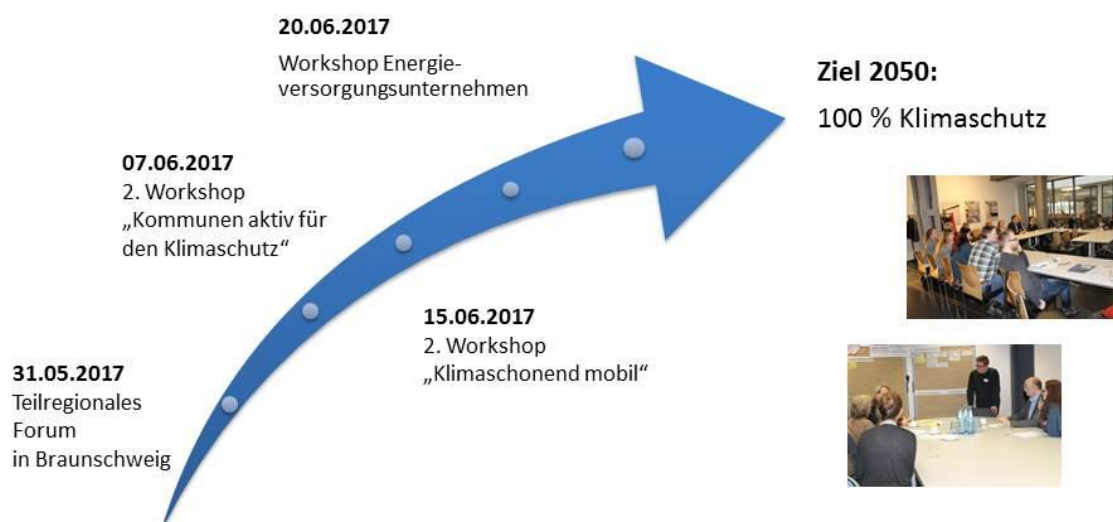 20.06.2017
Workshop Energie-
versorgungsunternehmen
Ziel 2050:
100 % Klimaschutz
07.06.2017
2. Workshop
„Kommunen aktiv für
den Klimaschutz“
15.06.2017
2. Workshop
„Klimaschonend mobil“
31.05.2017
Teilregionales
Forum
in Braunschweig